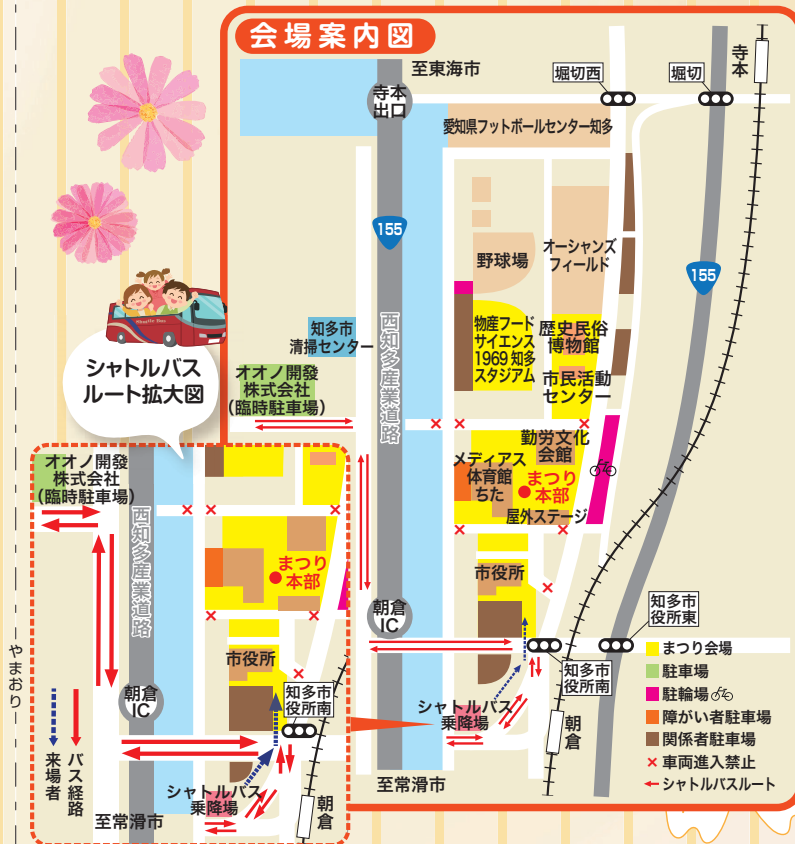 会場案内図
至東海市
寺本
出口
堀切西
堀切
寺本
愛知県フットボールセンター知多
155
155
野球場
オーシャンズ
フィールド
物産フード
サイエンス
1969知多
スタジアム
歴史民俗
博物館
市民活動
センター
知多市
清掃センター
西知多産業道路
オオノ開發
株式会社
(臨時駐車場)
勤労文化
会館
メディアス
体育館
ちた
まつり
本部
屋外ステージ
市役所
朝倉
IC
知多市
役所東
知多市
役所南
シャトルバス
乗降場
朝倉
至常滑市
まつり会場
駐車場
駐輪場
障がい者駐車場
関係者駐車場
車両進入禁止
シャトルバスルート
Shuttle Bus
シャトルバス
ルート拡大図
オオノ開發
株式会社
(臨時駐車場)
西知多産業道路
まつり
本部
市役所
朝倉
IC
知多市
役所南
シャトルバス
乗降場
朝倉
至常滑市
バス経路
来場者
やまおり